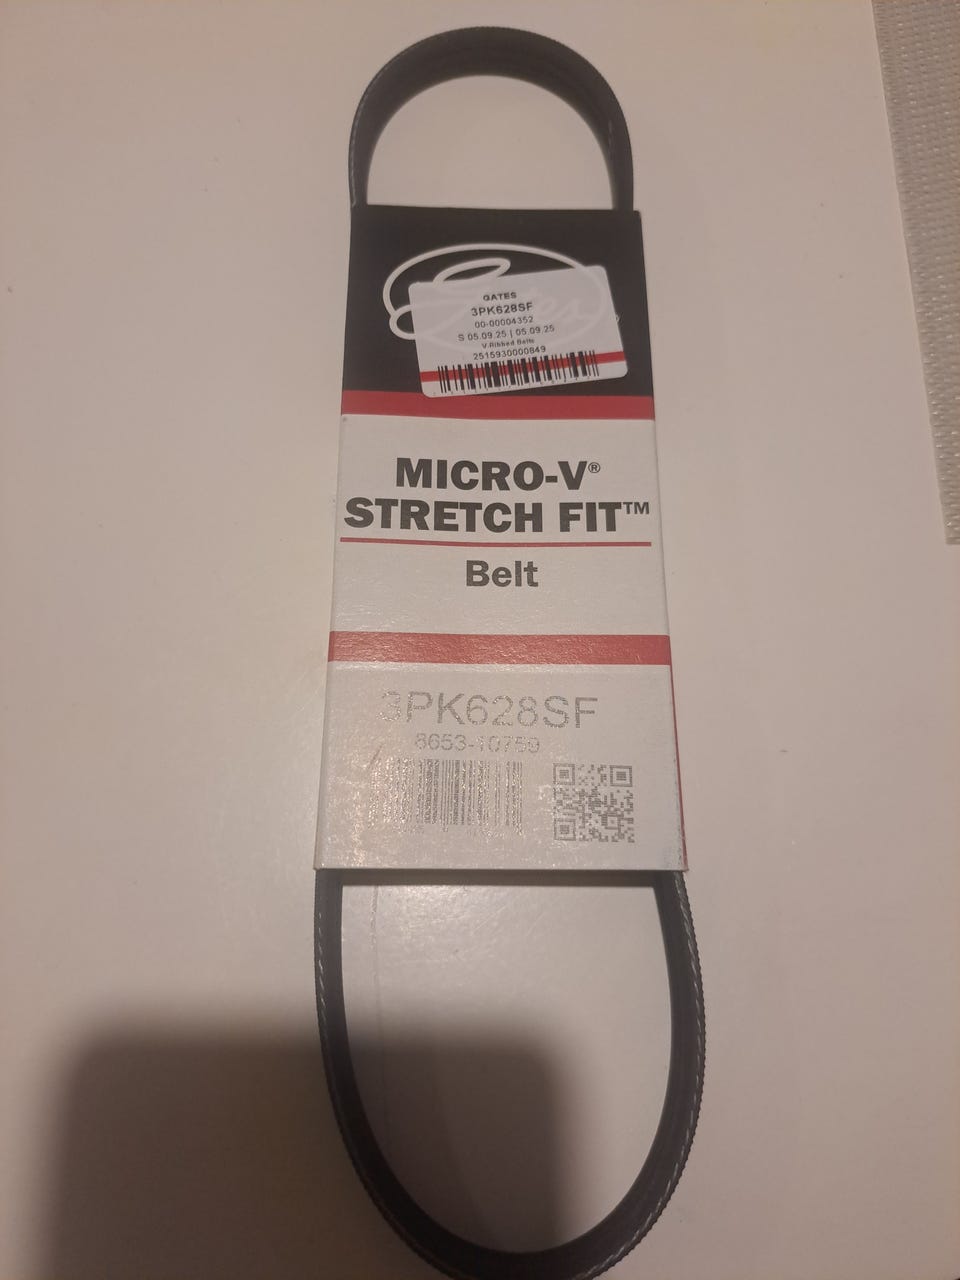 Gates
GATES
3PK628SF
00-00004352
S 05.09.25 | 05.09.25
V-Ribbed Belts
2515930000849
MICRO-V®
STRETCH FIT™
Belt
3PK628SF
8653-10759